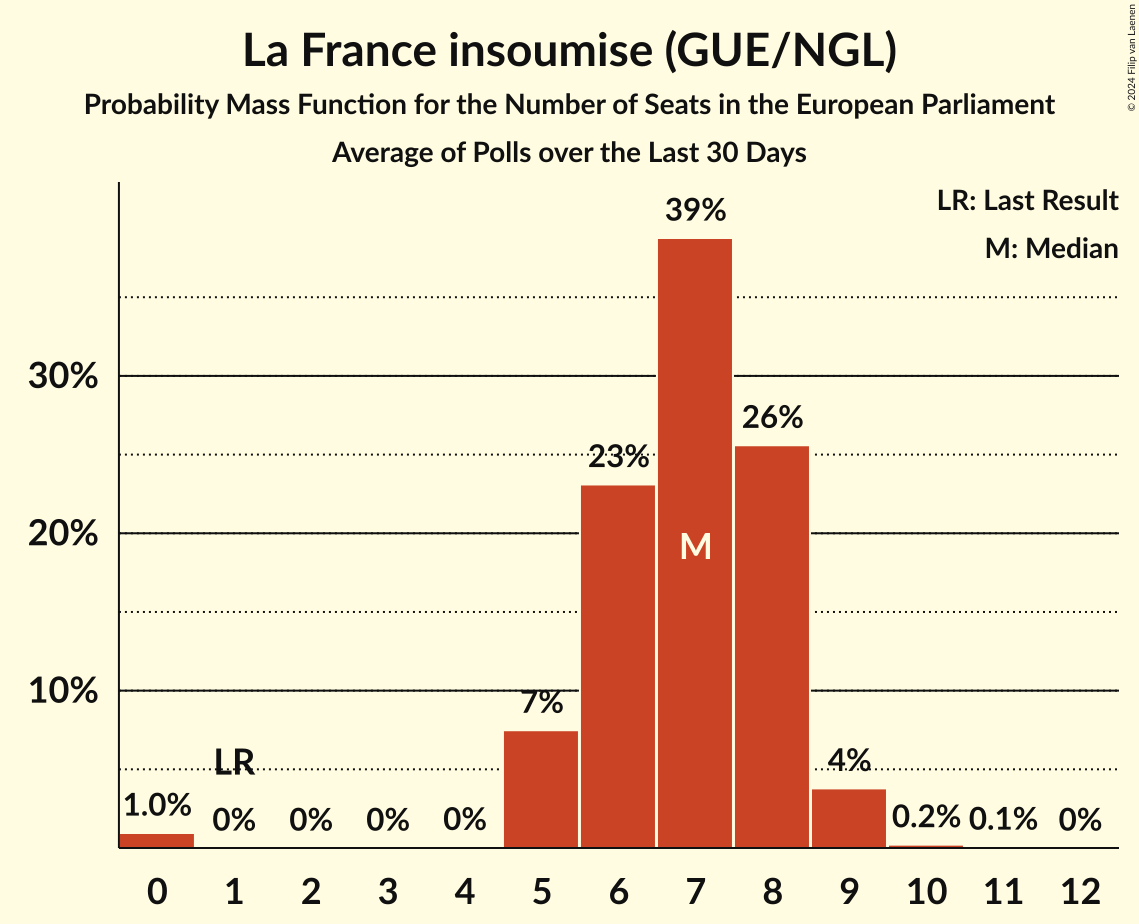 La France insoumise (GUE/NGL)
Probability Mass Function for the Number of Seats in the European Parliament
Average of Polls over the Last 30 Days
© 2024 Filip van Laenen
LR: Last Result
M: Median
39%
30%
26%
23%
20%
M
10%
7%
LR
4%
1.0% 0% 0% 0% 0% 0.2% 0.1% 0%
0 1 2 3 4 5 6 7 8 9 10 11 12